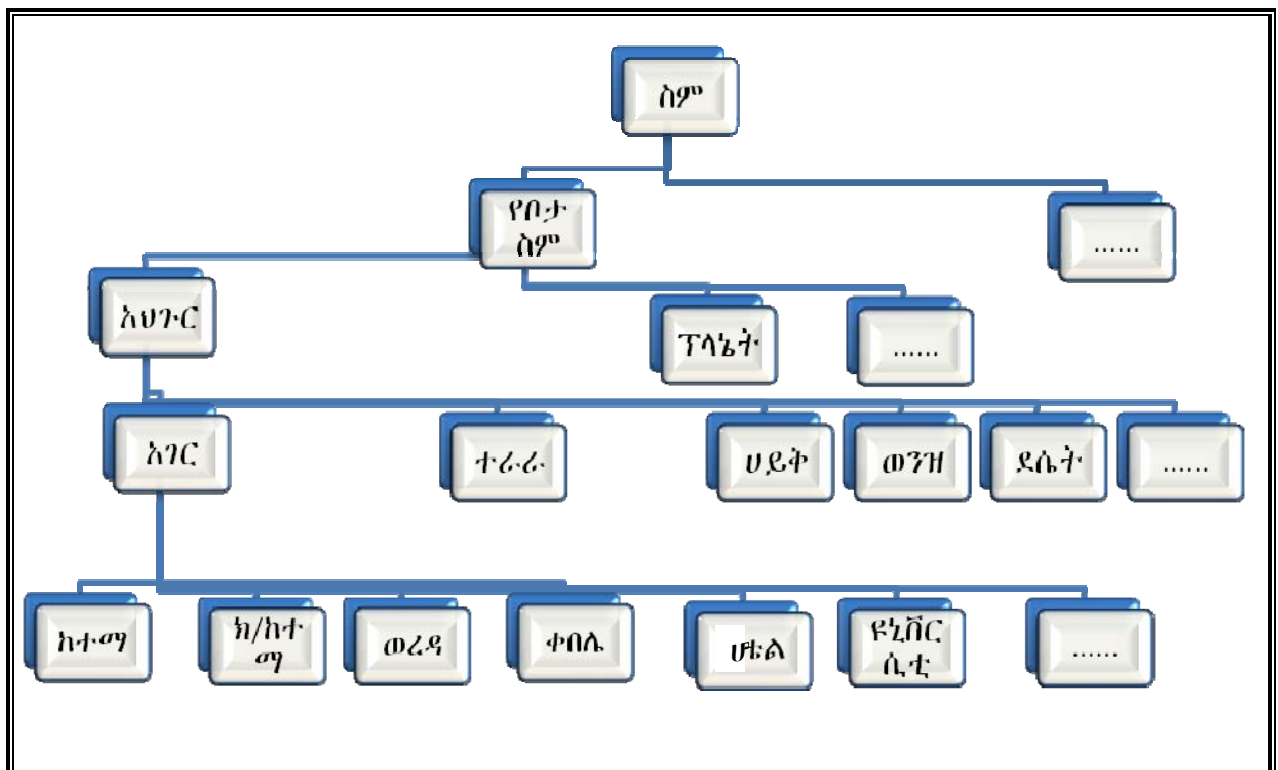 ስም
የቦታ
ስም
……
አህጉር
ፕላኔት
……
አገር
ተራራ
ሀይቅ
ወንዝ
ደሴት
……
ከተማ
ክ/ከተ
ማ
ወረዳ
ቀበሌ
ሆቴል
ዩኒቨር
ሲቲ
……